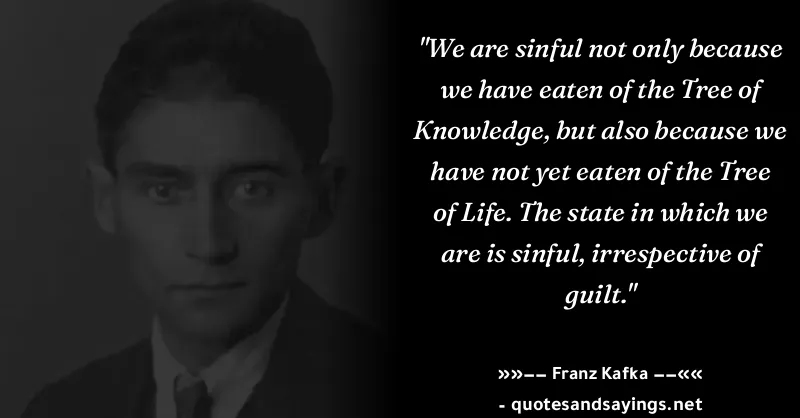 "We are sinful not only because
we have eaten of the Tree of
Knowledge, but also because we
have not yet eaten of the Tree
of Life. The state in which we
are is sinful, irrespective of
guilt."
»»−− Franz Kafka −−««
- quotesandsayings.net